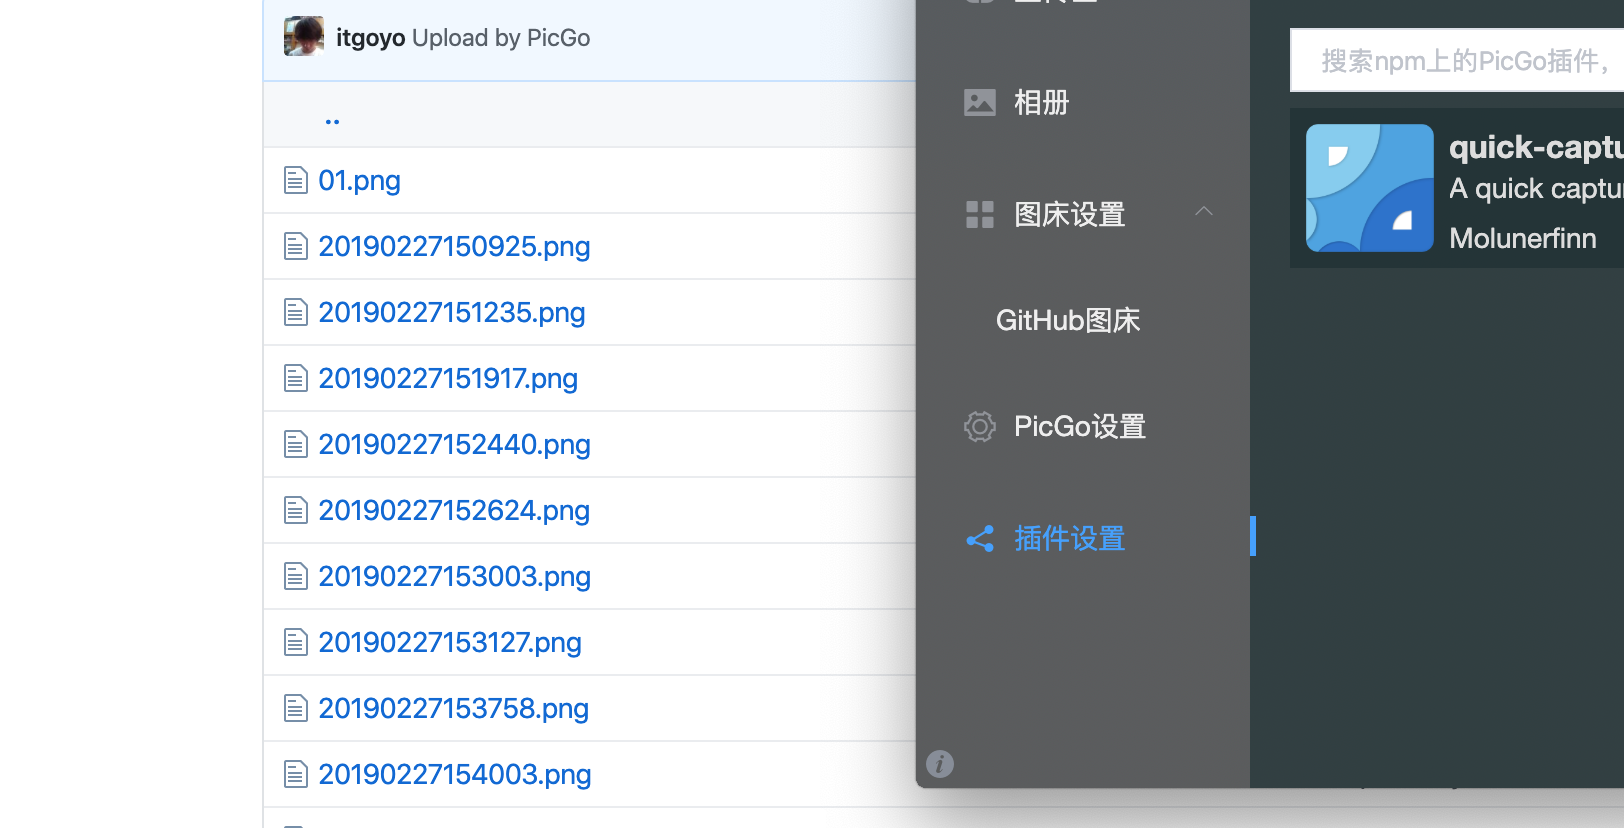 itgoyo Upload by PicGo
..
01.png
20190227150925.png
20190227151235.png
20190227151917.png
20190227152440.png
20190227152624.png
20190227153003.png
20190227153127.png
20190227153758.png
20190227154003.png
相册
图床设置
GitHub图床
PicGo设置
插件设置
搜索npm上的PicGo插件，
quick-captu
A quick captu
Molunerfinn